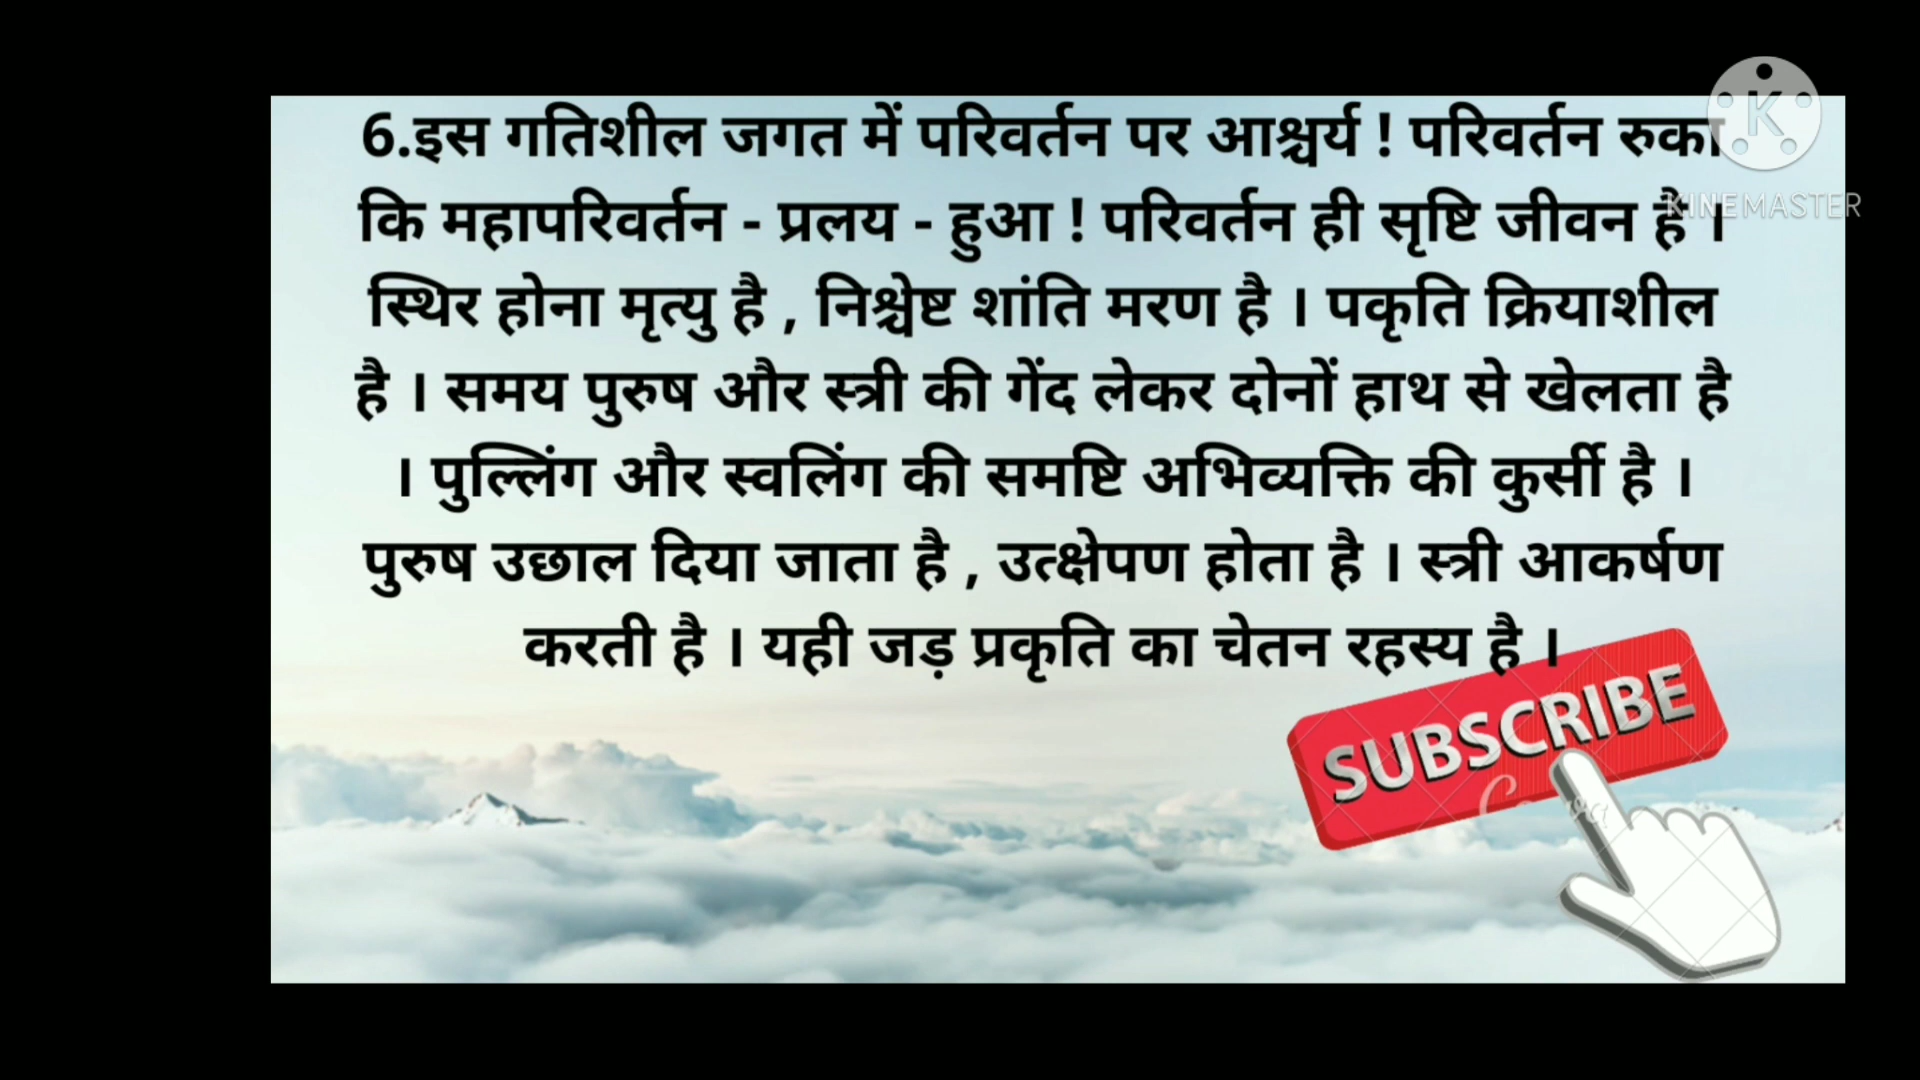 6.इस गतिशील जगत में परिवर्तन पर आश्चर्य ! परिवर्तन रुका
कि महापरिवर्तन - प्रलय - हुआ ! परिवर्तन ही सृष्टि जीवन है ।
स्थिर होना मृत्यु है , निश्चेष्ट शांति मरण है । पकृति क्रियाशील
है । समय पुरुष और स्त्री की गेंद लेकर दोनों हाथ से खेलता है
। पुल्लिंग और स्वलिंग की समष्टि अभिव्यक्ति की कुर्सी है ।
पुरुष उछाल दिया जाता है , उत्क्षेपण होता है । स्त्री आकर्षण
करती है । यही जड़ प्रकृति का चेतन रहस्य है ।
K
KINEMASTER
SUBSCRIBE
Canva